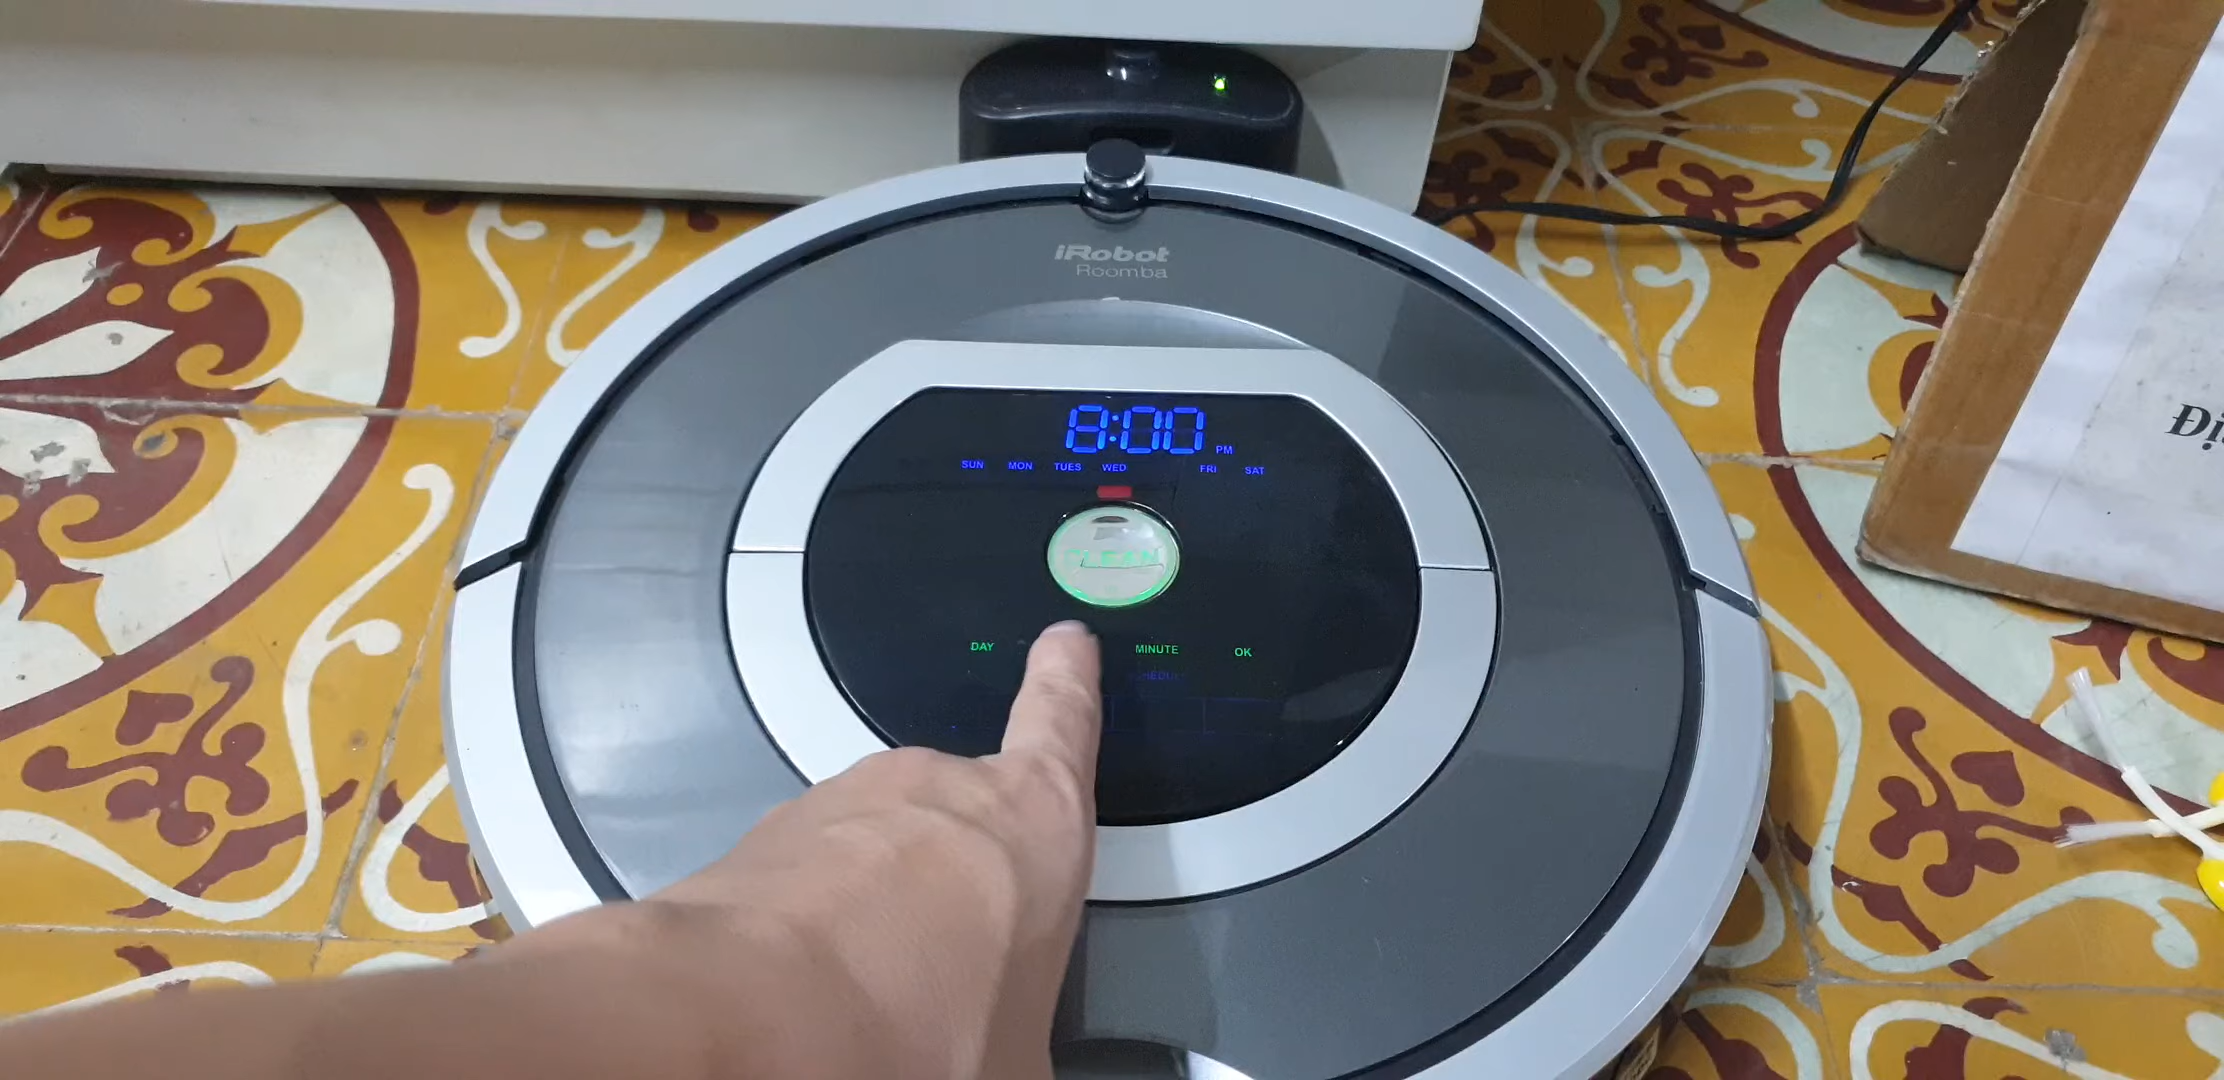 iRobot
Roomba
8:00 PM
SUN MON TUES WED FRI SAT
CLEAN
DAY MINUTE OK